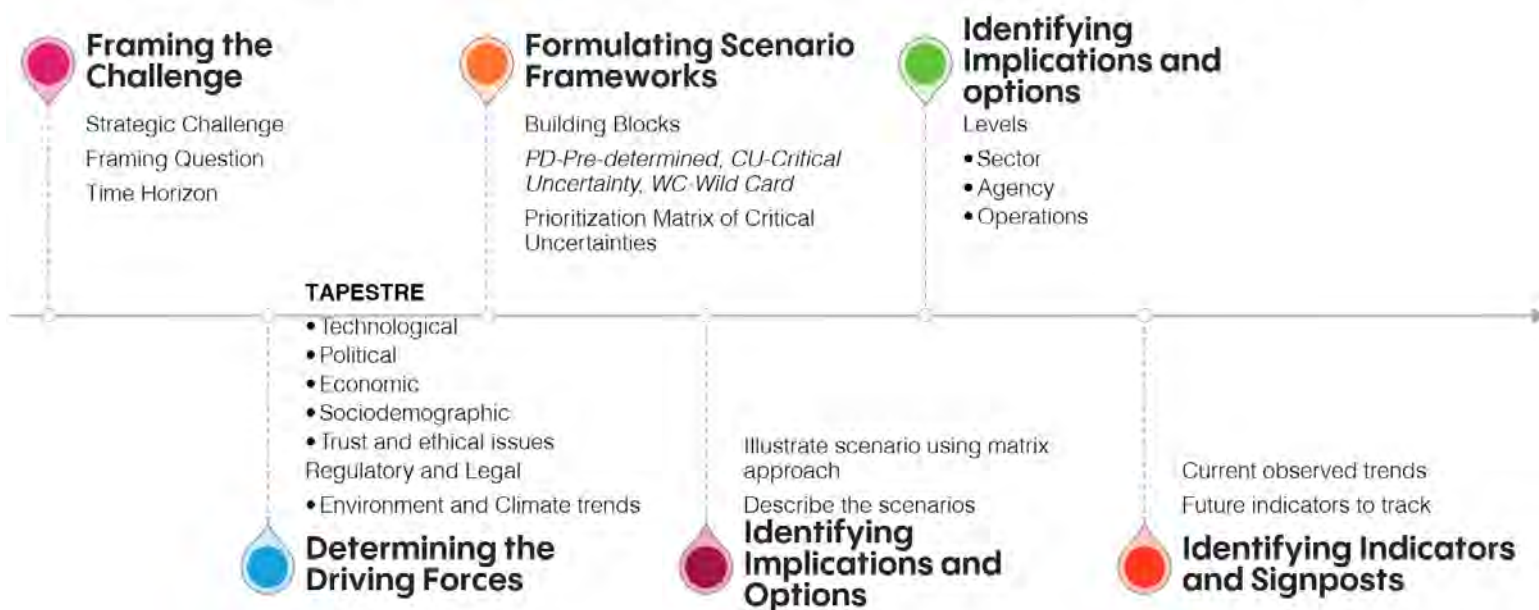 Framing the
Challenge
Strategic Challenge
Framing Question
Time Horizon
TAPESTRE
• Technological
• Political
• Economic
• Sociodemographic
• Trust and ethical issues
Regulatory and Legal
• Environment and Climate trends
Determining the
Driving Forces
Formulating Scenario
Frameworks
Building Blocks
PD-Pre-determined, CU-Critical
Uncertainty, WC-Wild Card
Prioritization Matrix of Critical
Uncertainties
Illustrate scenario using matrix
approach
Describe the scenarios
Identifying
Implications and
Options
Identifying
Implications and
options
Levels
• Sector
• Agency
• Operations
Current observed trends
Future indicators to track
Identifying Indicators
and Signposts